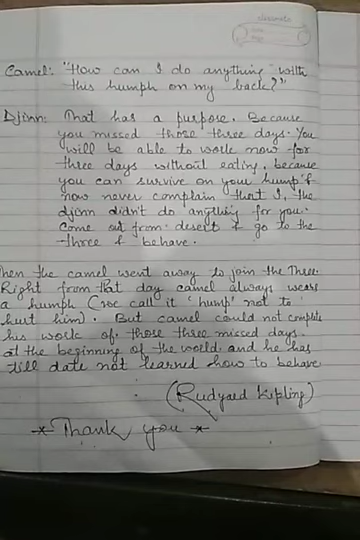 classmate
Date
Page
Camel: "How can I do anything with
this humph on my back?"
Djinn: That has a purpose. Because
you missed those three days. You
will be able to work now for
three days without eating, because
you can survive on your hump &
now never complain that I, the
djinn didn't do anything for you.
Come out from desert & go to the
three & behave.
hen the camel went away to join the Three.
Right from that day camel always wears
a humph (we call it 'hump' not to
hurt him). But camel could not complete
his work of those three missed days
at the beginning of the world and he has
till date not learned how to behave
(Rudyard Kipling)
Thank you